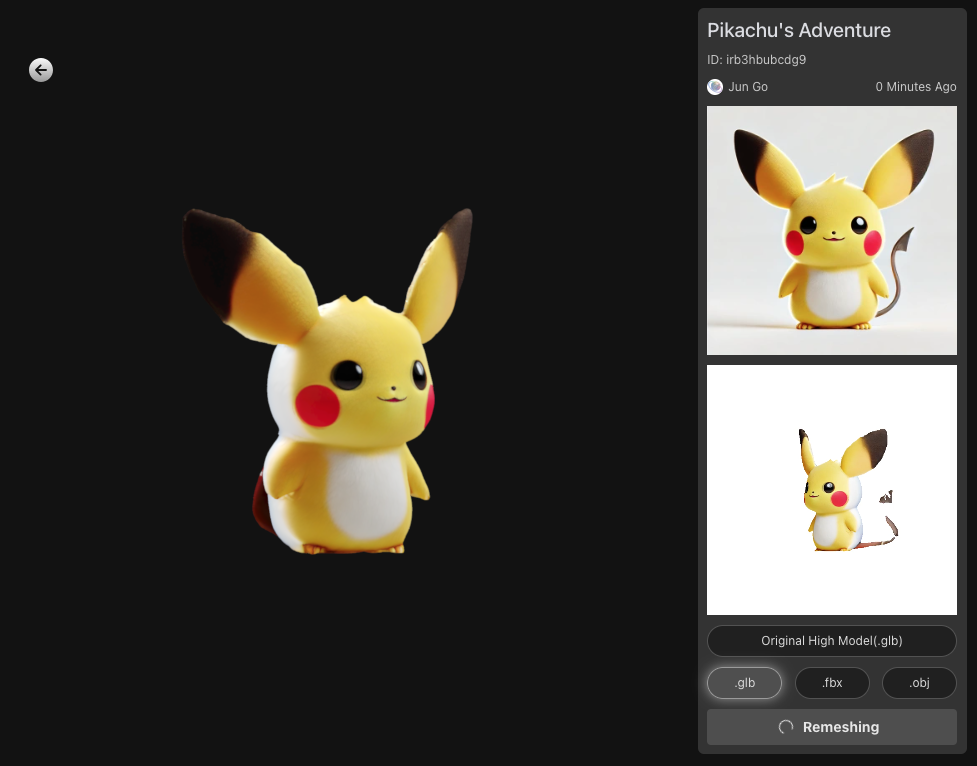 Pikachu's Adventure
ID: irb3hbubcdg9
Jun Go 0 Minutes Ago
Original High Model(.glb)
.glb .fbx .obj
Remeshing